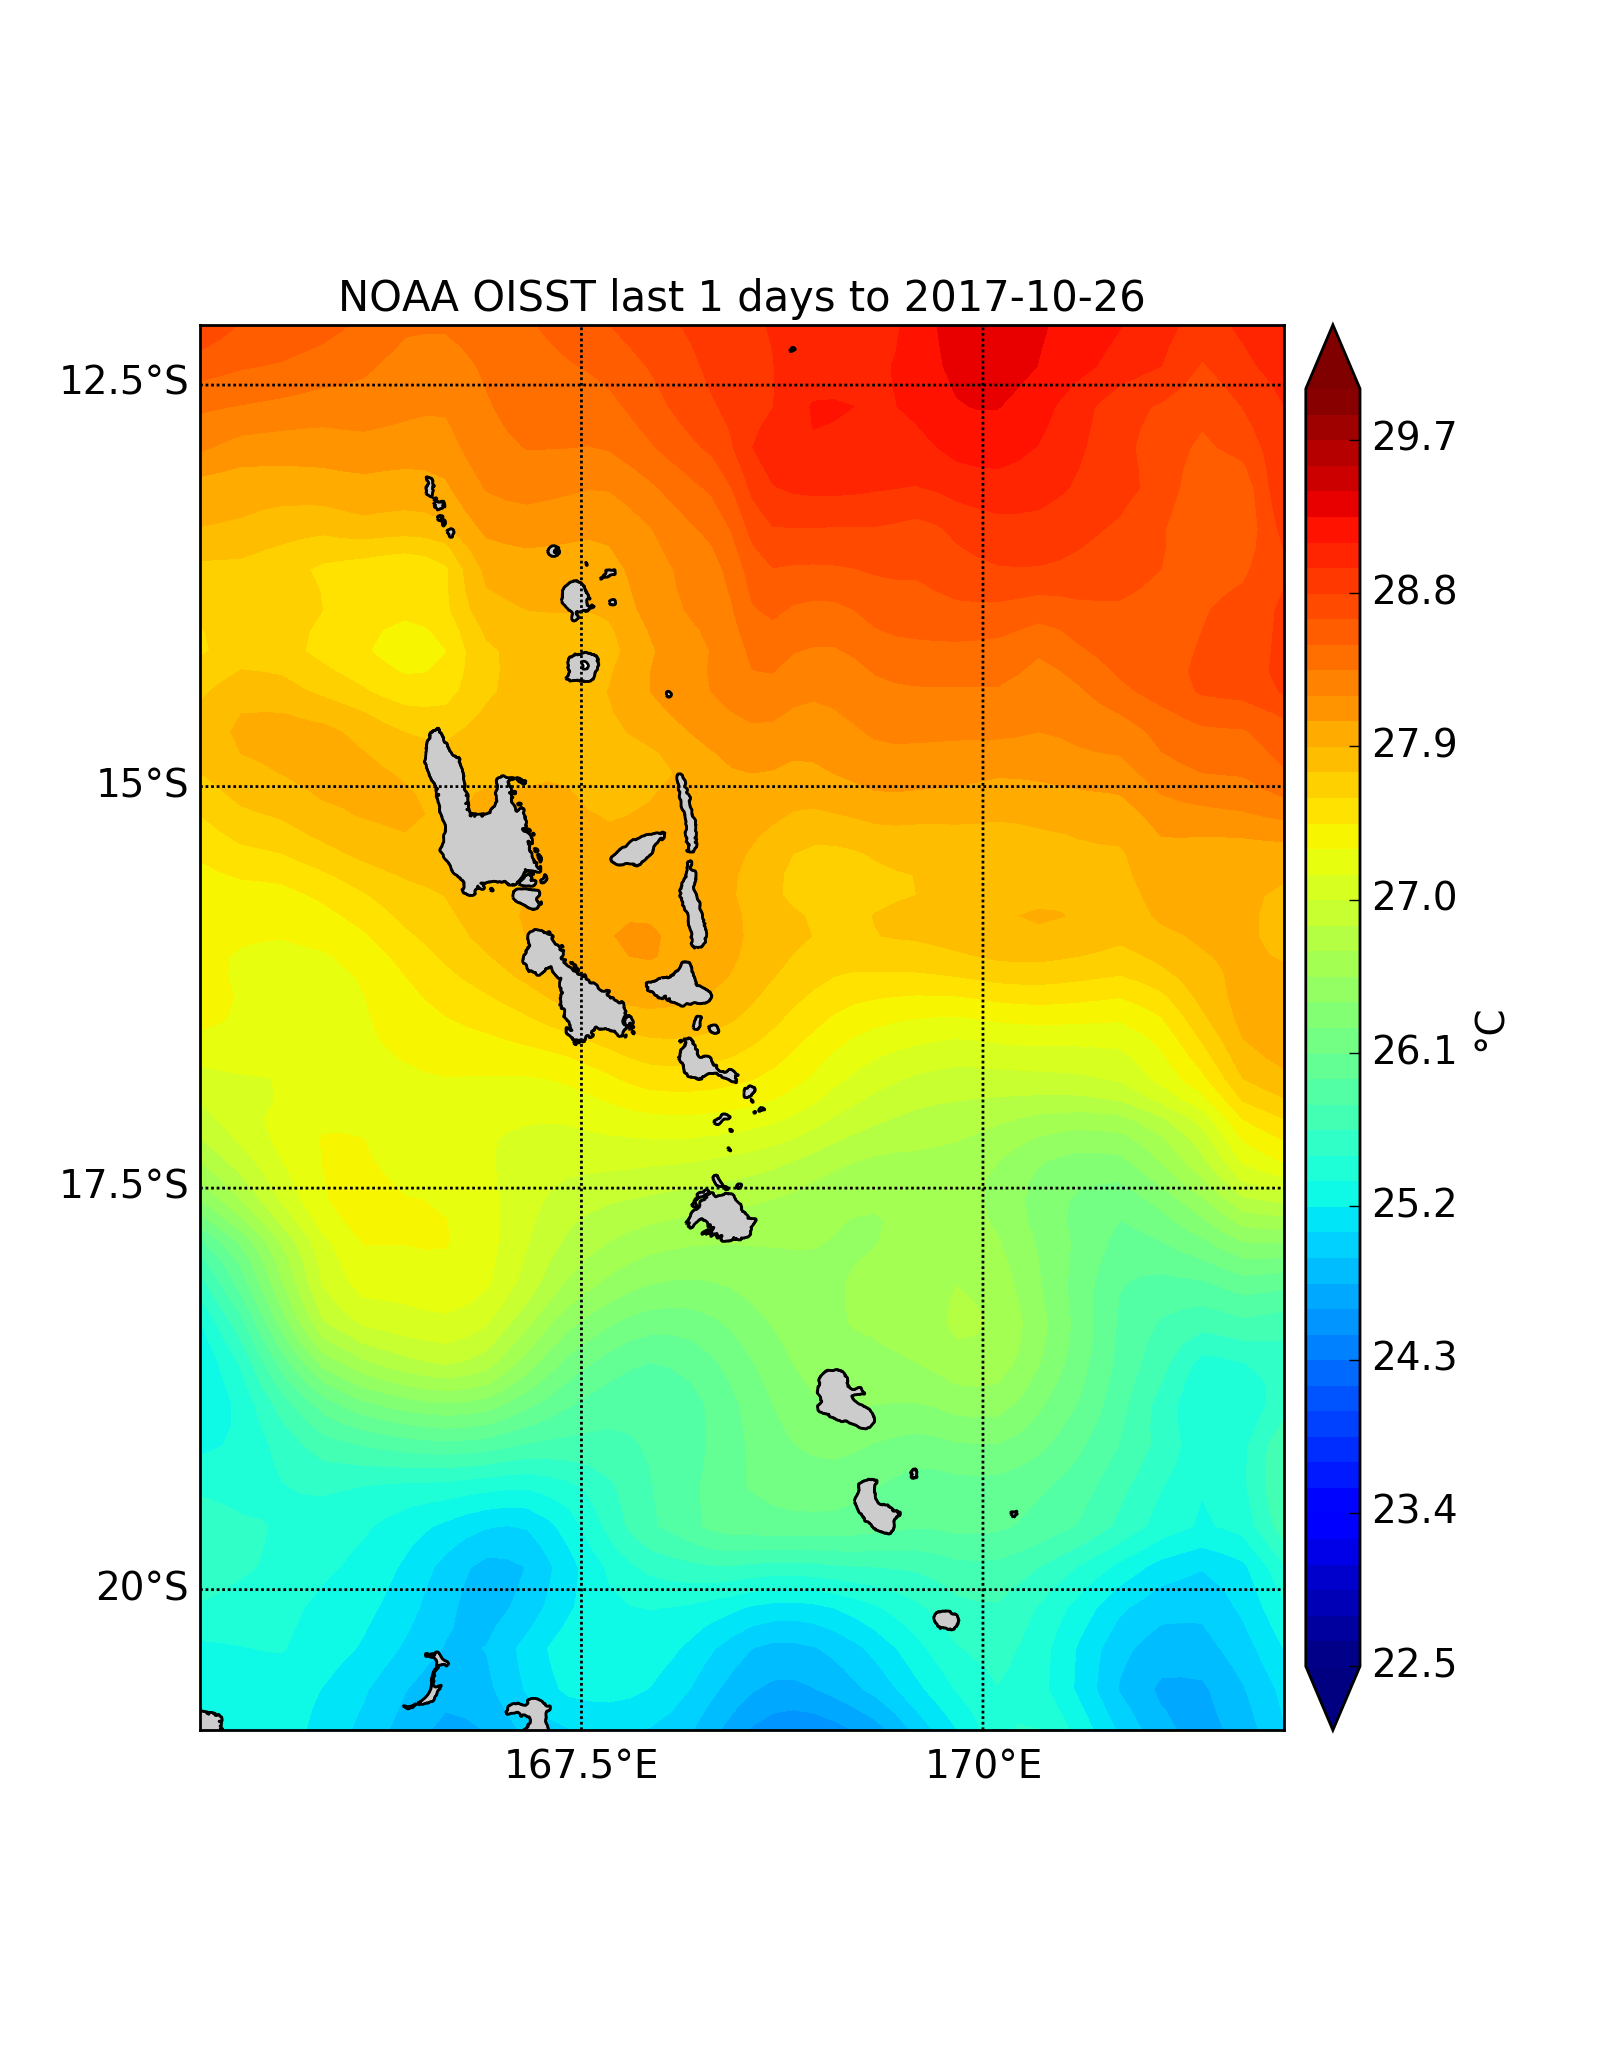 NOAA OISST last 1 days to 2017-10-26
12.5°S
15°S
17.5°S
20°S
167.5°E
170°E
29.7
28.8
27.9
27.0
26.1
25.2
24.3
23.4
22.5
°C